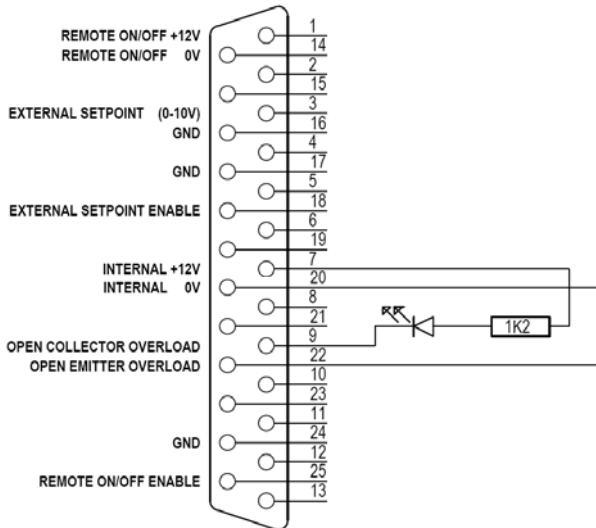 REMOTE ON/OFF +12V 1
REMOTE ON/OFF 0V 14
2
15
EXTERNAL SETPOINT (0-10V) 3
GND 16
4
GND 17
5
EXTERNAL SETPOINT ENABLE 18
6
19
INTERNAL +12V 7
INTERNAL 0V 20
8
21
1K2
OPEN COLLECTOR OVERLOAD 9
OPEN EMITTER OVERLOAD 22
10
23
11
GND 24
12
REMOTE ON/OFF ENABLE 25
13